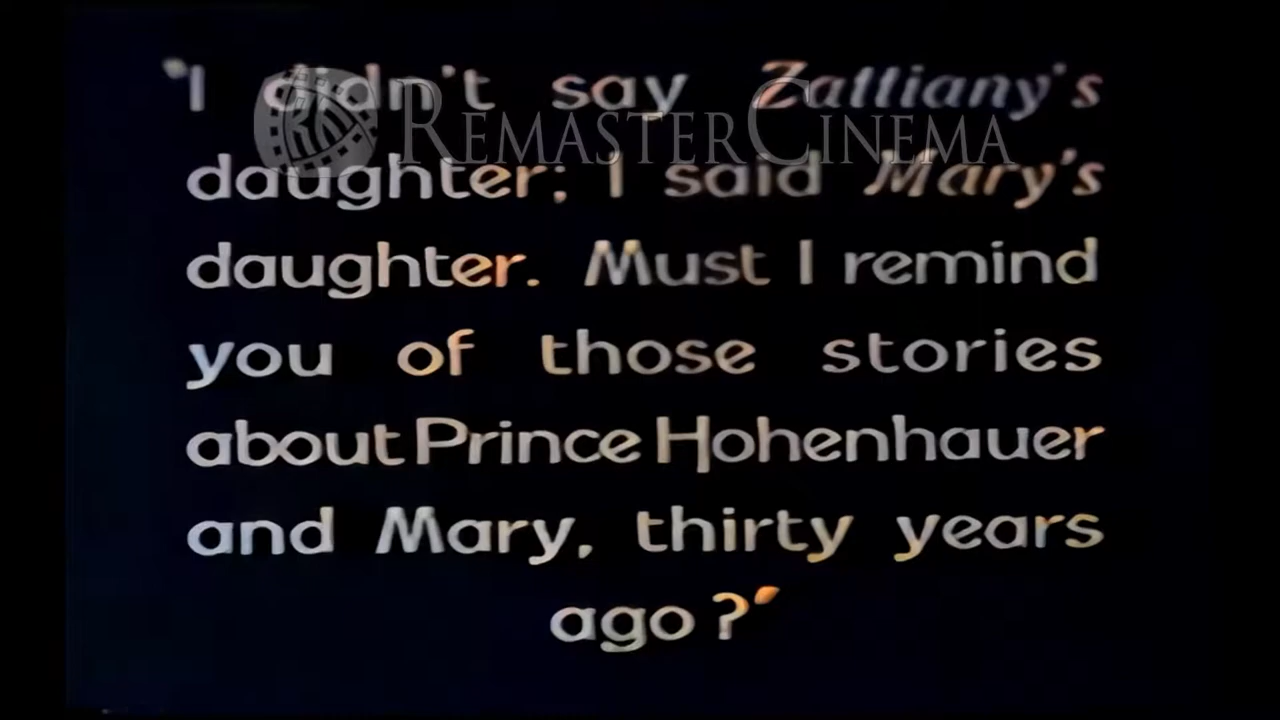 "I didn't say Zattiany's
REMASTERCINEMA
daughter; I said Mary's
daughter. Must I remind
you of those stories
about Prince Hohenhauer
and Mary, thirty years
ago?"